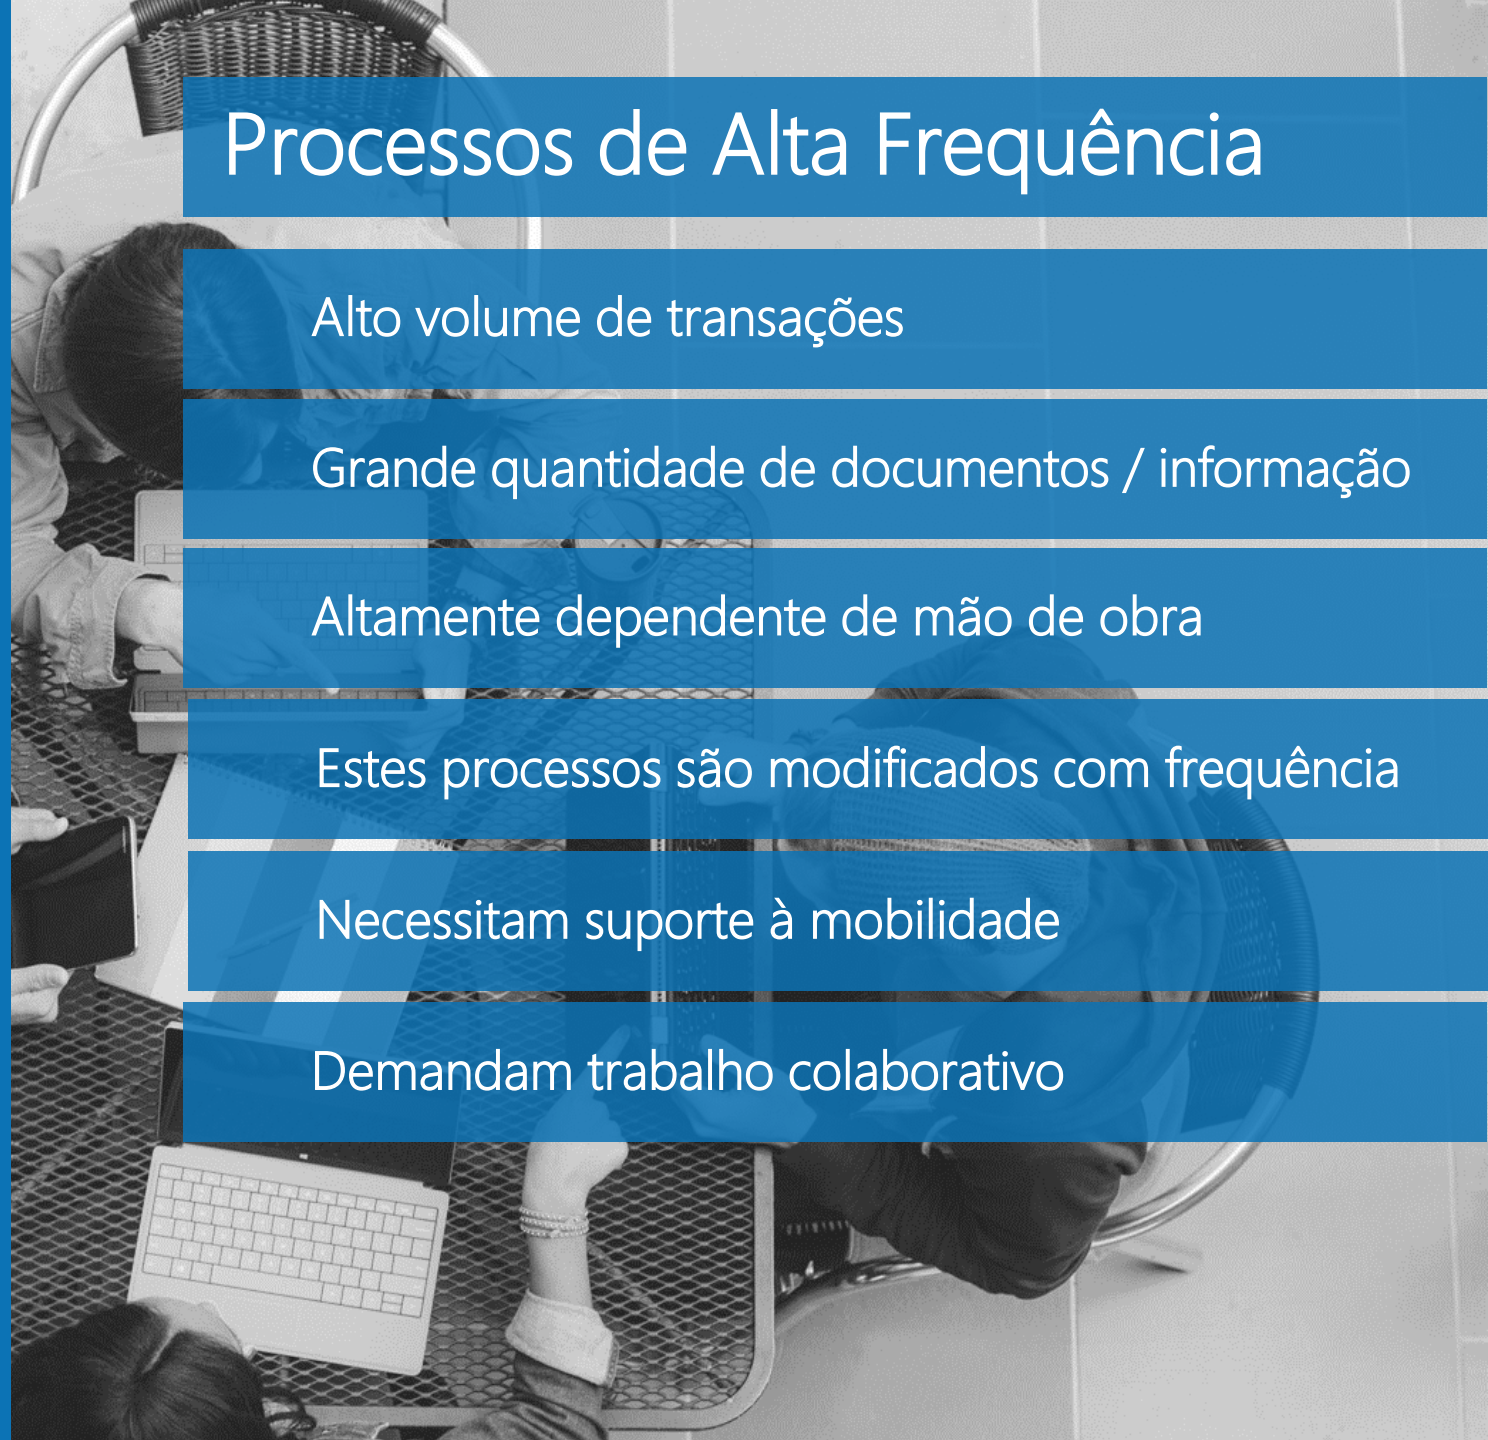 Processos de Alta Frequência
Alto volume de transações
Grande quantidade de documentos / informação
Altamente dependente de mão de obra
Estes processos são modificados com frequência
Necessitam suporte à mobilidade
Demandam trabalho colaborativo